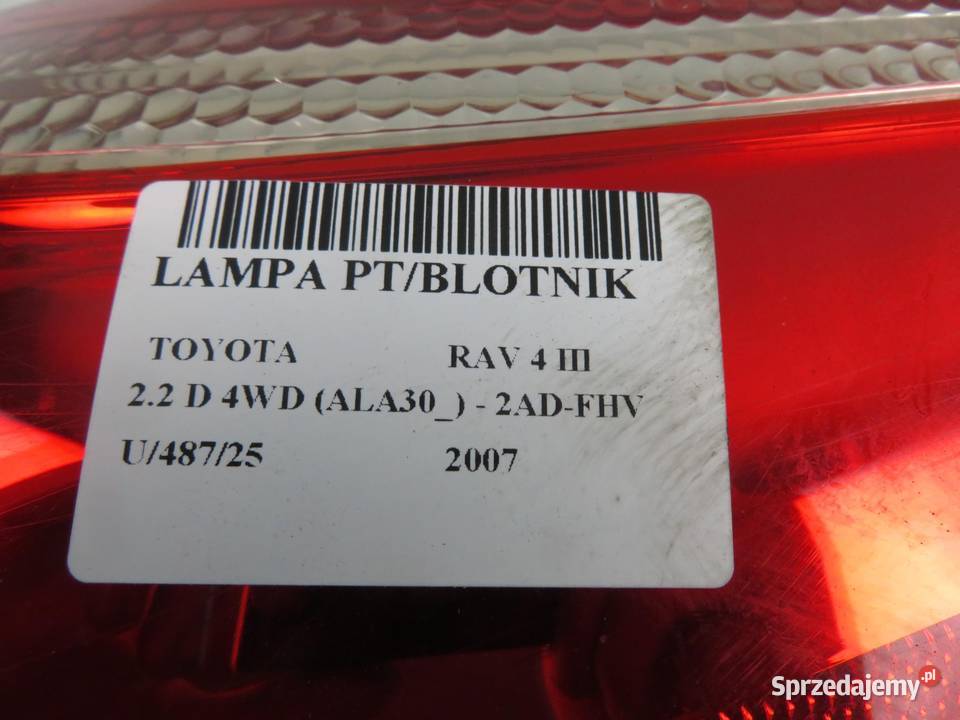 LAMPA PT/BLOTNIK
TOYOTA RAV 4 III
2.2 D 4WD (ALA30_) - 2AD-FHV
U/487/25 2007
Sprzedajemy.pl